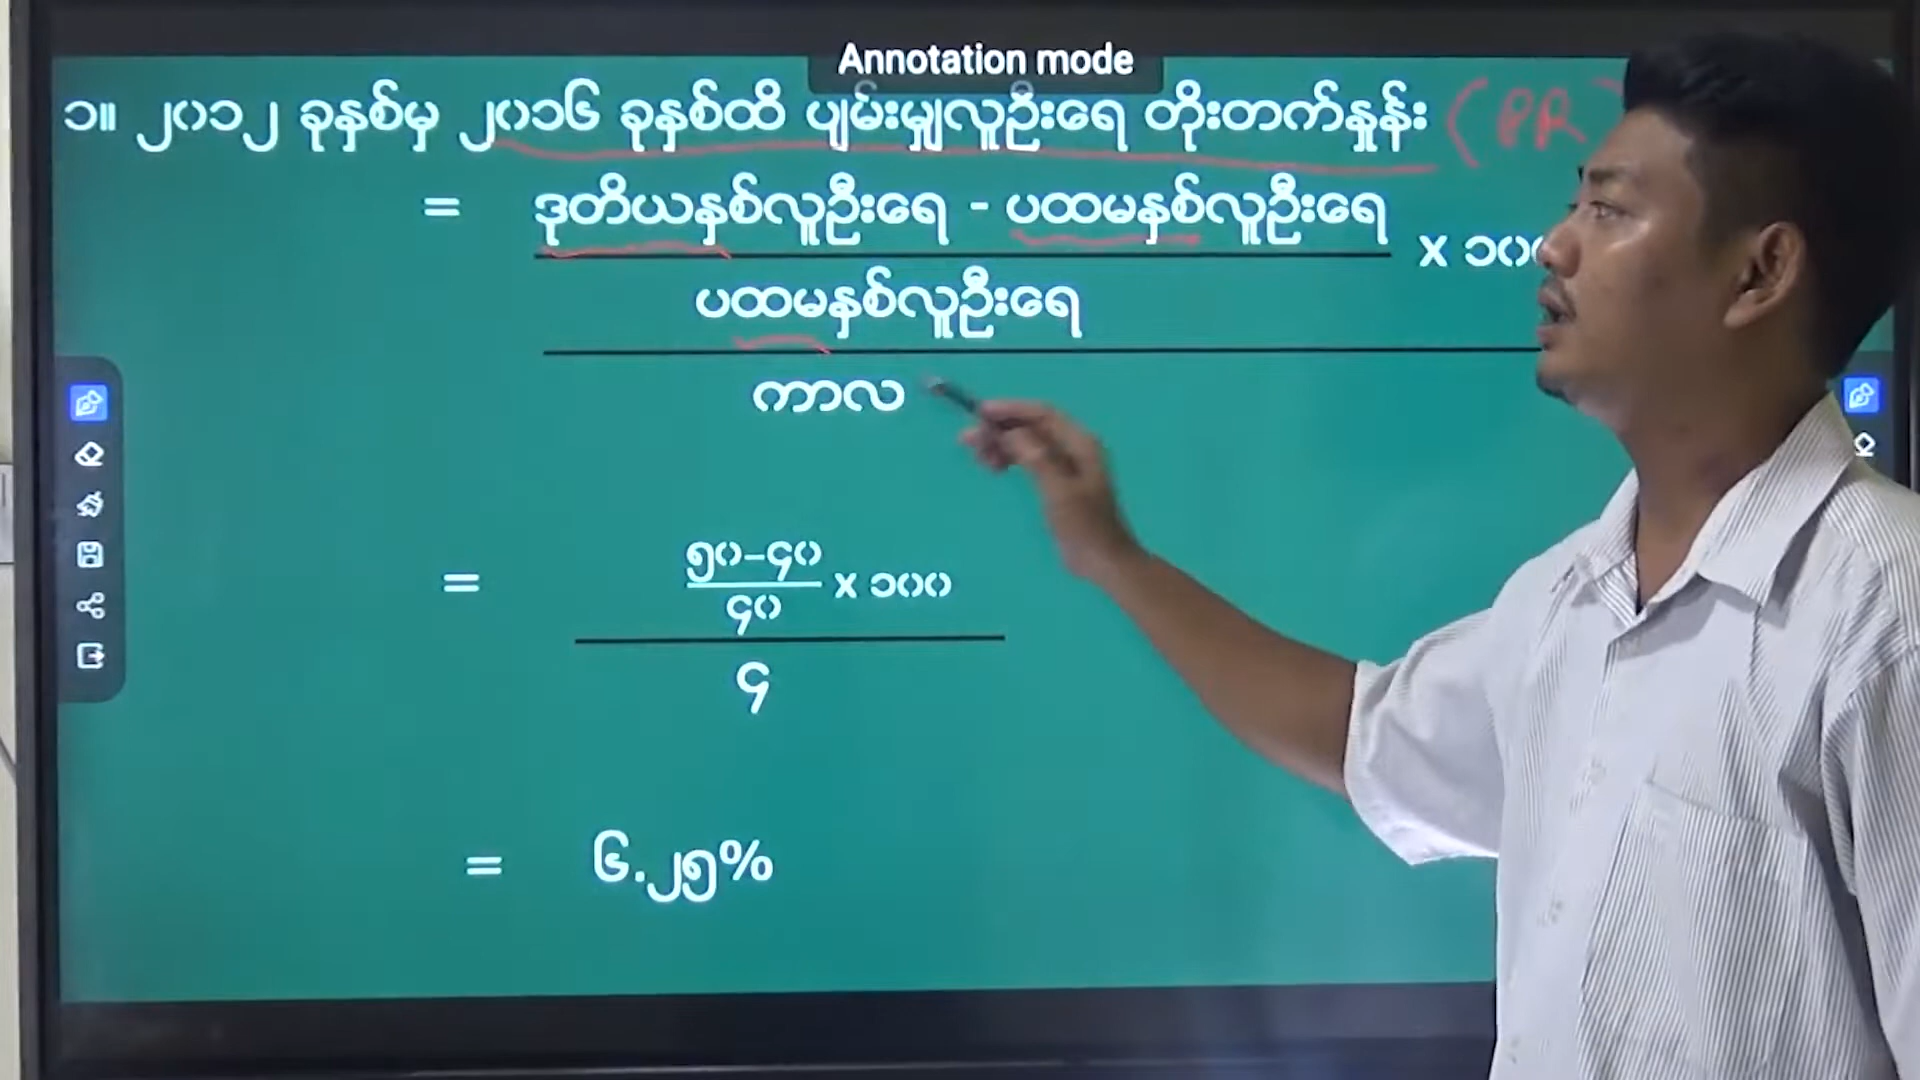 Annotation mode
၁။ ၂၀၁၂ ခုနှစ်မှ ၂၀၁၆ ခုနှစ်ထိ ပျမ်းမျှလူဦးရေ တိုးတက်နှုန်း (PR)
= ဒုတိယနှစ်လူဦးရေ - ပထမနှစ်လူဦးရေ
x ၁၀
ပထမနှစ်လူဦးရေ
ကာလ
= ၅၀–၄၀
၄၀
x ၁၀၀
၄
= ၆.၂၅%